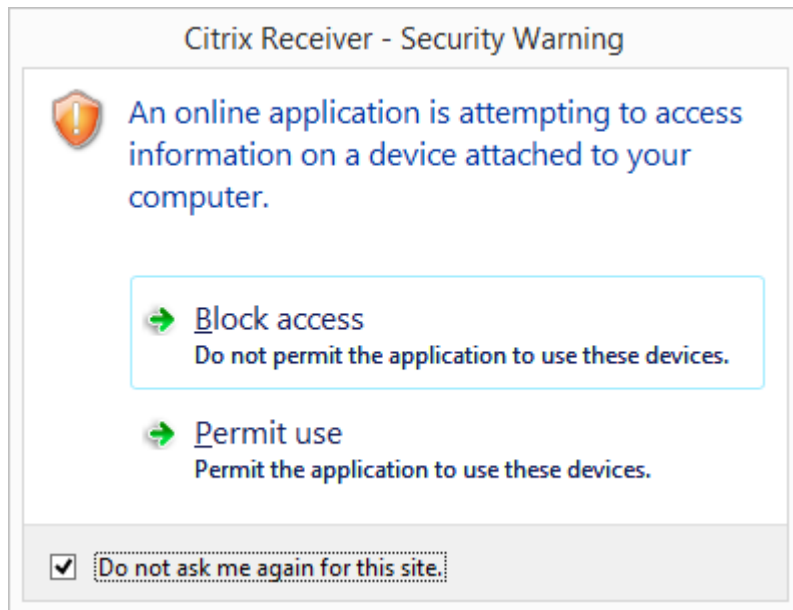 Citrix Receiver - Security Warning
An online application is attempting to access
information on a device attached to your
computer.
Block access
Do not permit the application to use these devices.
Permit use
Permit the application to use these devices.
Do not ask me again for this site.